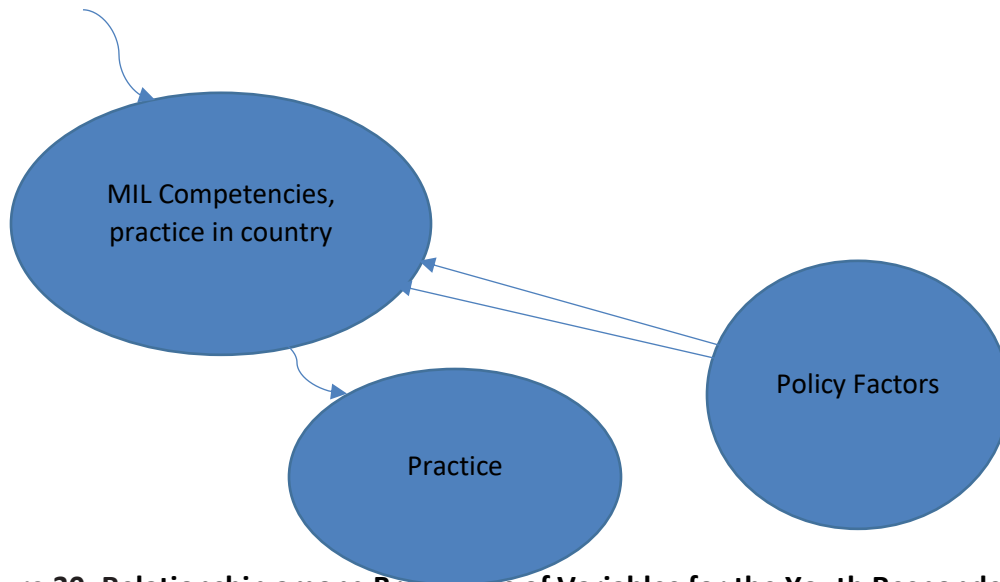 MIL Competencies,
practice in country
Policy Factors
Practice
Relationship among of Variables for the Youth